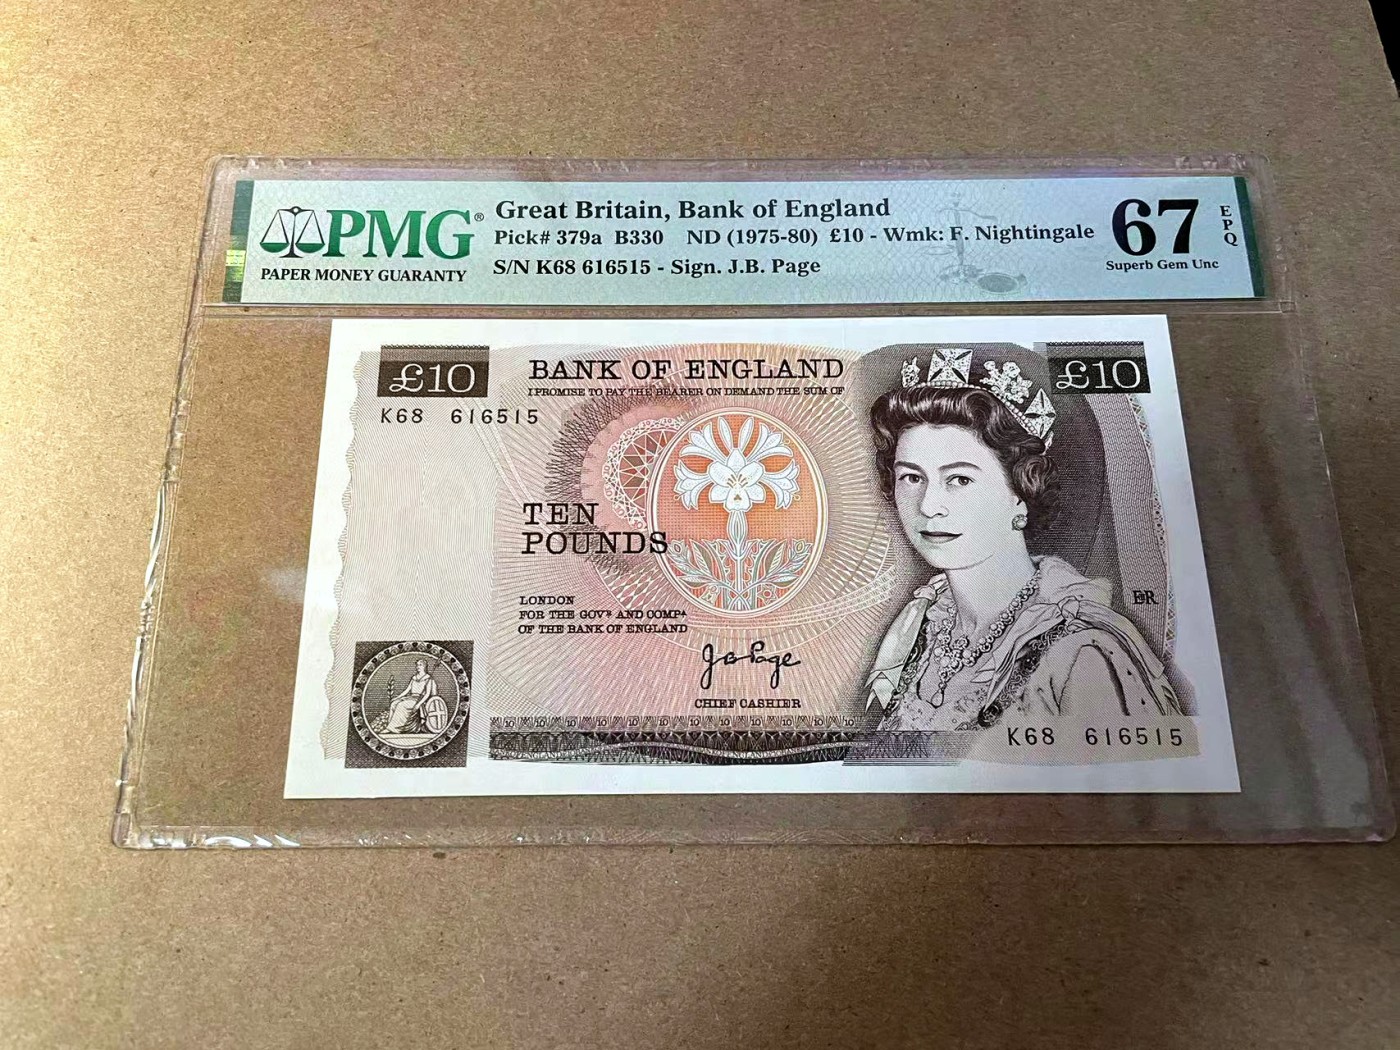 PMG®
PAPER MONEY GUARANTY
Great Britain, Bank of England
Pick# 379a B330 ND (1975-80) £10 - Wmk: F. Nightingale
S/N K68 616515 - Sign. J.B. Page
67
Superb Gem Unc
EPQ
£10
BANK OF ENGLAND
£10
I PROMISE TO PAY THE BEARER ON DEMAND THE SUM OF
K68 616515
TEN
POUNDS
LONDON
FOR THE GOVR AND COMPA
OF THE BANK OF ENGLAND
EIIR
J B Page
CHIEF CASHIER
K68 616515